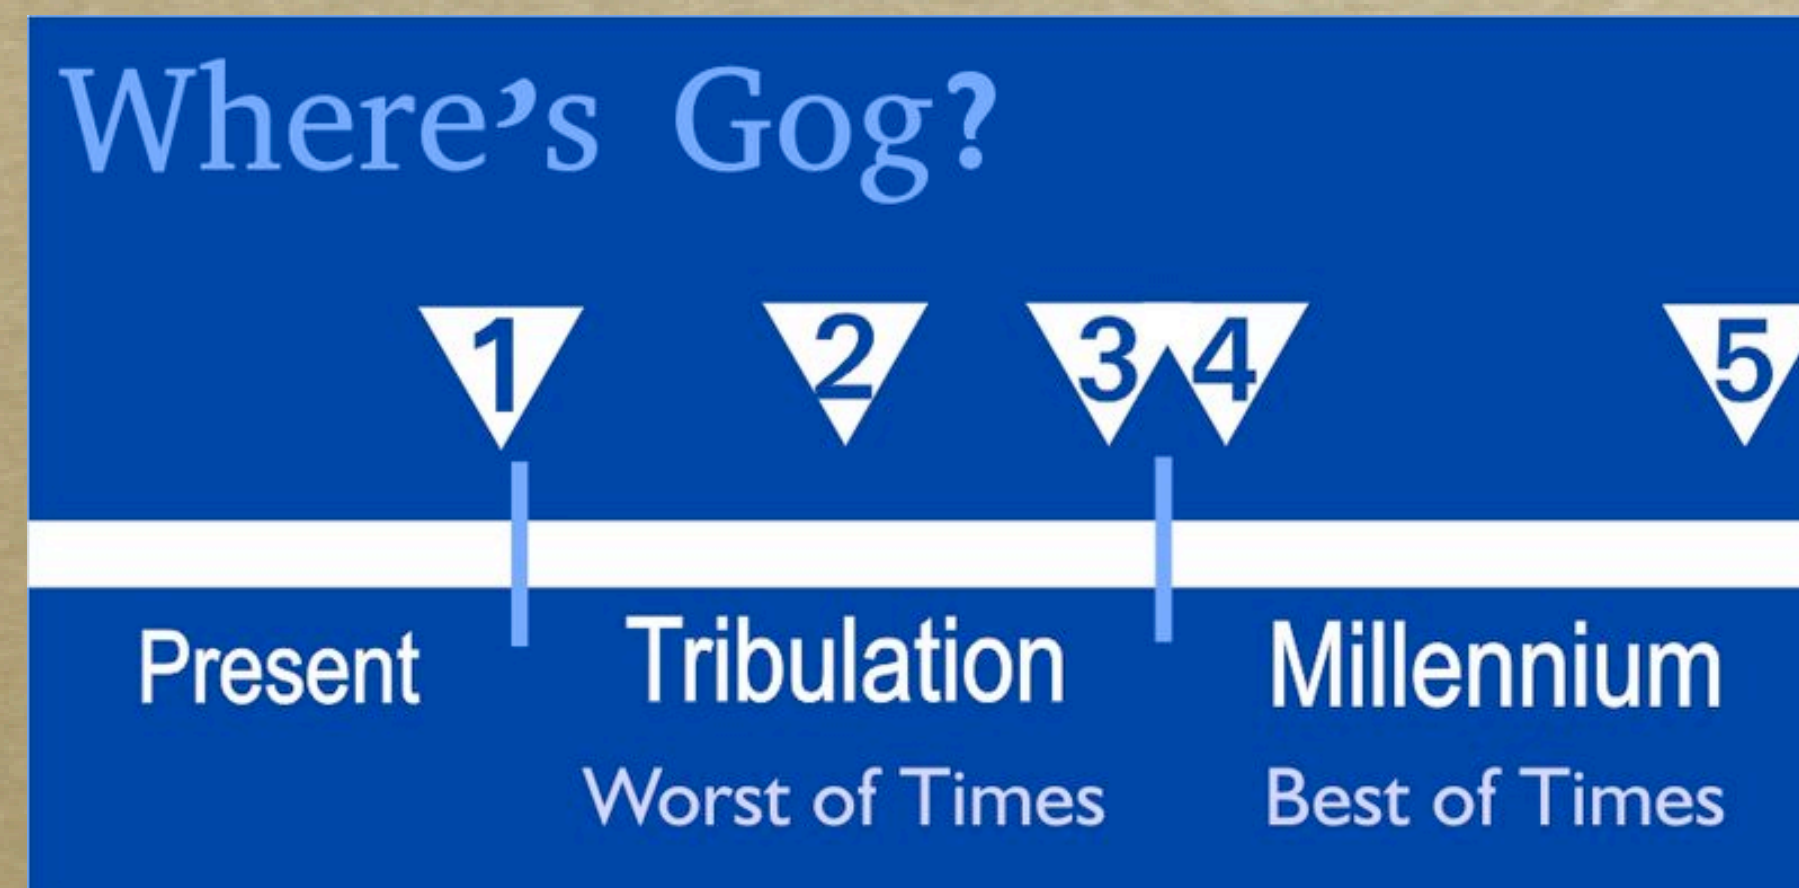 Where’s Gog?
1 2 3 4 5
Present Tribulation Millennium
Worst of Times Best of Times